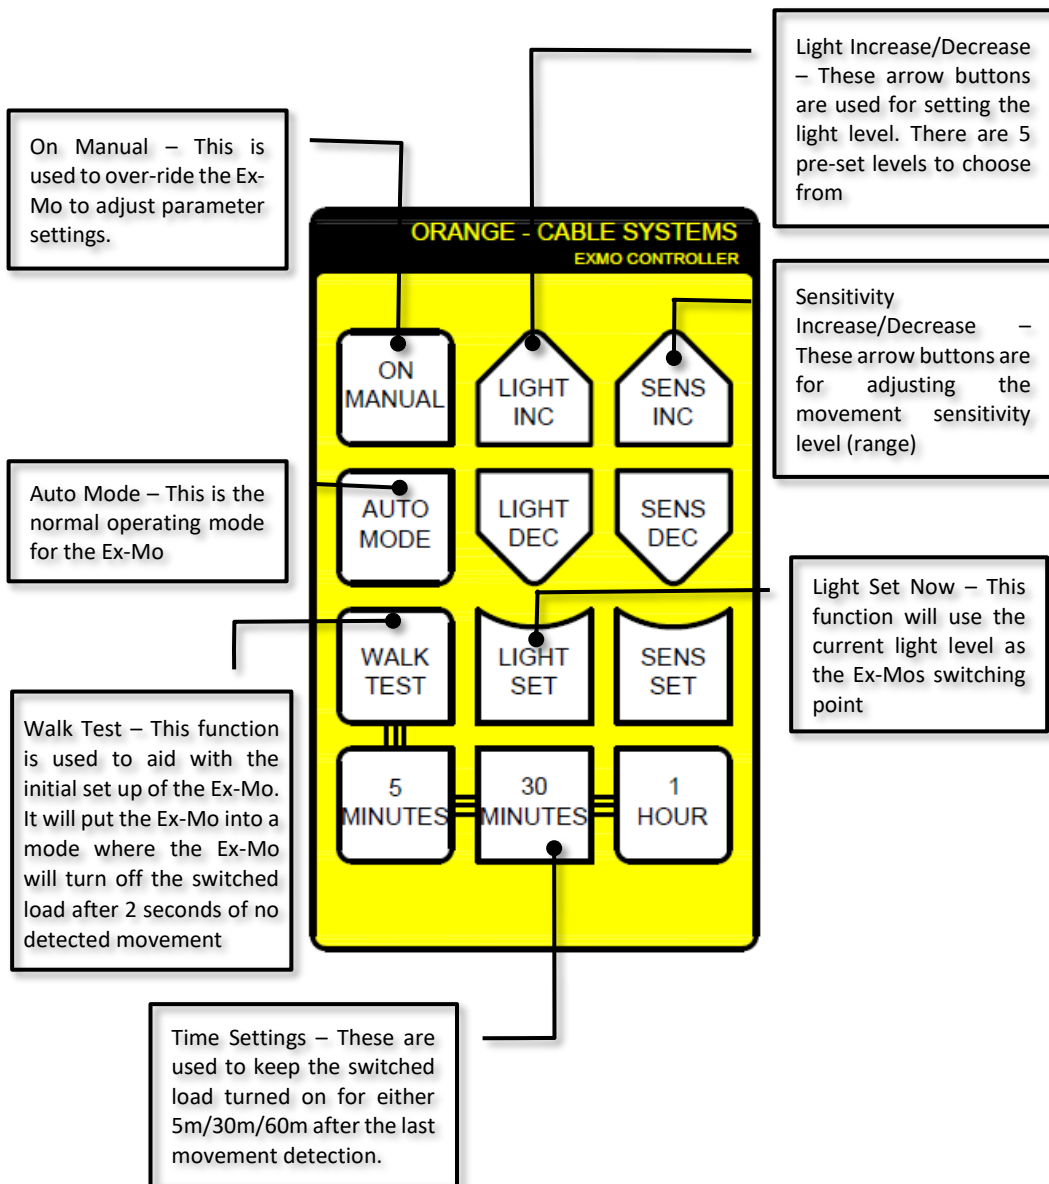 Light Increase/Decrease
– These arrow buttons
are used for setting the
light level. There are 5
pre-set levels to choose
from
On Manual – This is
used to over-ride the Ex-
Mo to adjust parameter
settings.
ORANGE - CABLE SYSTEMS
EXMO CONTROLLER
Sensitivity
Increase/Decrease –
These arrow buttons are
for adjusting the
movement sensitivity
level (range)
ON
MANUAL
LIGHT
INC
SENS
INC
Auto Mode – This is the
normal operating mode
for the Ex-Mo
AUTO
MODE
LIGHT
DEC
SENS
DEC
Light Set Now – This
function will use the
current light level as
the Ex-Mos switching
point
WALK
TEST
LIGHT
SET
SENS
SET
Walk Test – This function
is used to aid with the
initial set up of the Ex-Mo.
It will put the Ex-Mo into a
mode where the Ex-Mo
will turn off the switched
load after 2 seconds of no
detected movement
5
MINUTES
30
MINUTES
1
HOUR
Time Settings – These are
used to keep the switched
load turned on for either
5m/30m/60m after the last
movement detection.